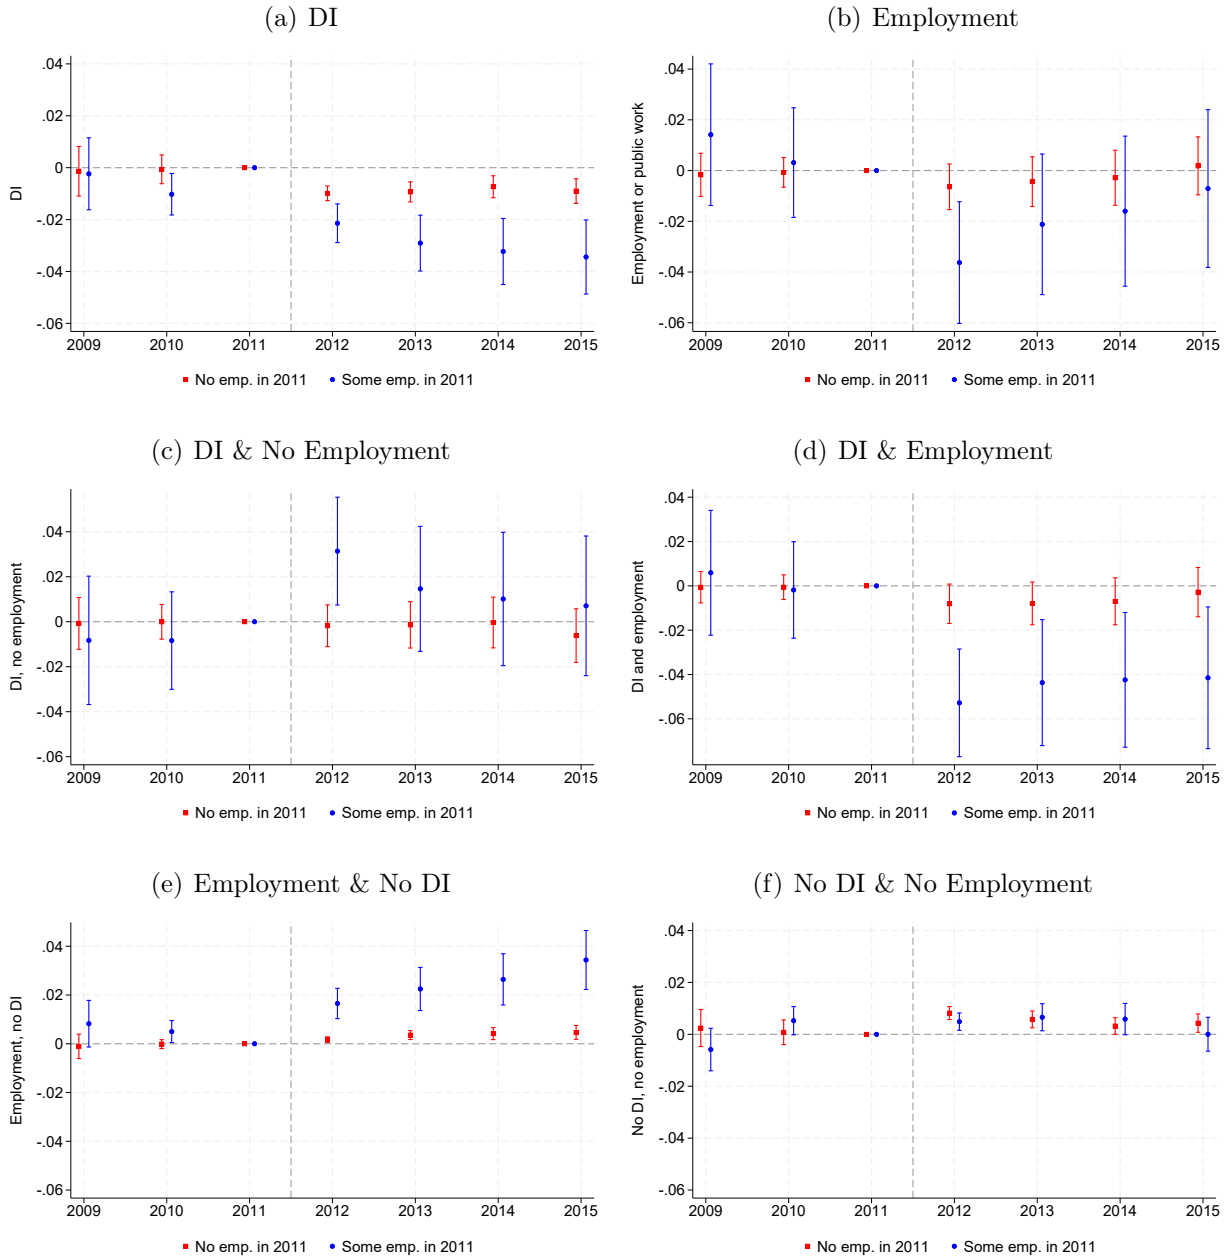 (a) DI
DI
.04
.02
0
-.02
-.04
-.06
2009 2010 2011 2012 2013 2014 2015
No emp. in 2011 Some emp. in 2011
(b) Employment
Employment or public work
.04
.02
0
-.02
-.04
-.06
2009 2010 2011 2012 2013 2014 2015
No emp. in 2011 Some emp. in 2011
(c) DI & No Employment
DI, no employment
.04
.02
0
-.02
-.04
-.06
2009 2010 2011 2012 2013 2014 2015
No emp. in 2011 Some emp. in 2011
(d) DI & Employment
DI and employment
.04
.02
0
-.02
-.04
-.06
2009 2010 2011 2012 2013 2014 2015
No emp. in 2011 Some emp. in 2011
(e) Employment & No DI
Employment, no DI
.04
.02
0
-.02
-.04
-.06
2009 2010 2011 2012 2013 2014 2015
No emp. in 2011 Some emp. in 2011
(f) No DI & No Employment
No DI, no employment
.04
.02
0
-.02
-.04
-.06
2009 2010 2011 2012 2013 2014 2015
No emp. in 2011 Some emp. in 2011